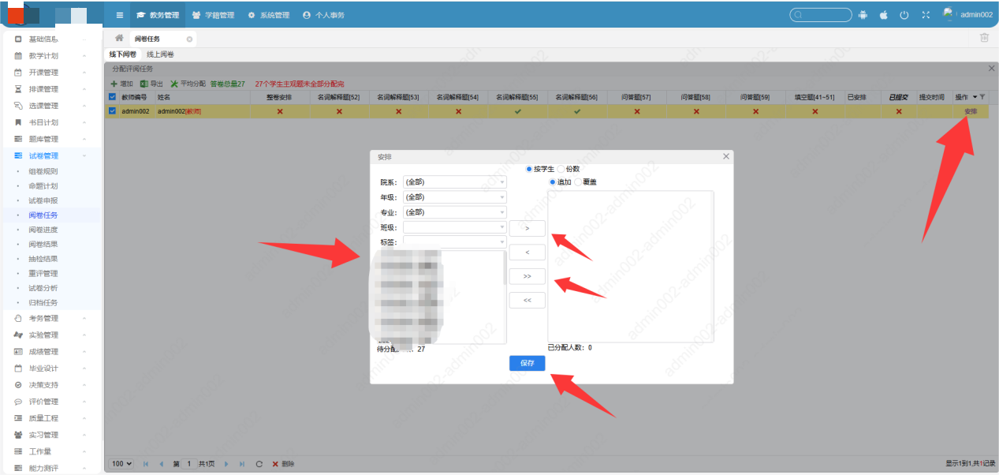 教务管理 学籍管理 系统管理 个人事务 admin002
阅卷任务
线下阅卷 线上阅卷
分配评阅任务
增加 导出 平均分配 答卷总量27 27个学生主观题未全部分配完
教师编号 姓名 整卷安排 名词解释题[52] 名词解释题[53] 名词解释题[54] 名词解释题[55] 名词解释题[56] 问答题[57] 问答题[58] 问答题[59] 填空题[41~51] 已安排 已提交 提交时间 操作
admin002 admin002[教师] 安排
基础信息
教学计划
开课管理
排课管理
选课管理
书目计划
题库管理
试卷管理
组卷规则
命题计划
试卷申报
阅卷任务
阅卷进度
阅卷结果
抽检结果
重评管理
试卷分析
归档任务
考务管理
实验管理
成绩管理
毕业设计
决策支持
评价管理
质量工程
实习管理
工作量
能力测评
安排
按学生 份数
院系： (全部) 追加 覆盖
年级： (全部)
专业： (全部)
班级：
标签：
>
<
>>
<<
待分配 27 已分配人数：0
保存
100 第 1 共1页 删除 显示1到1,共1记录